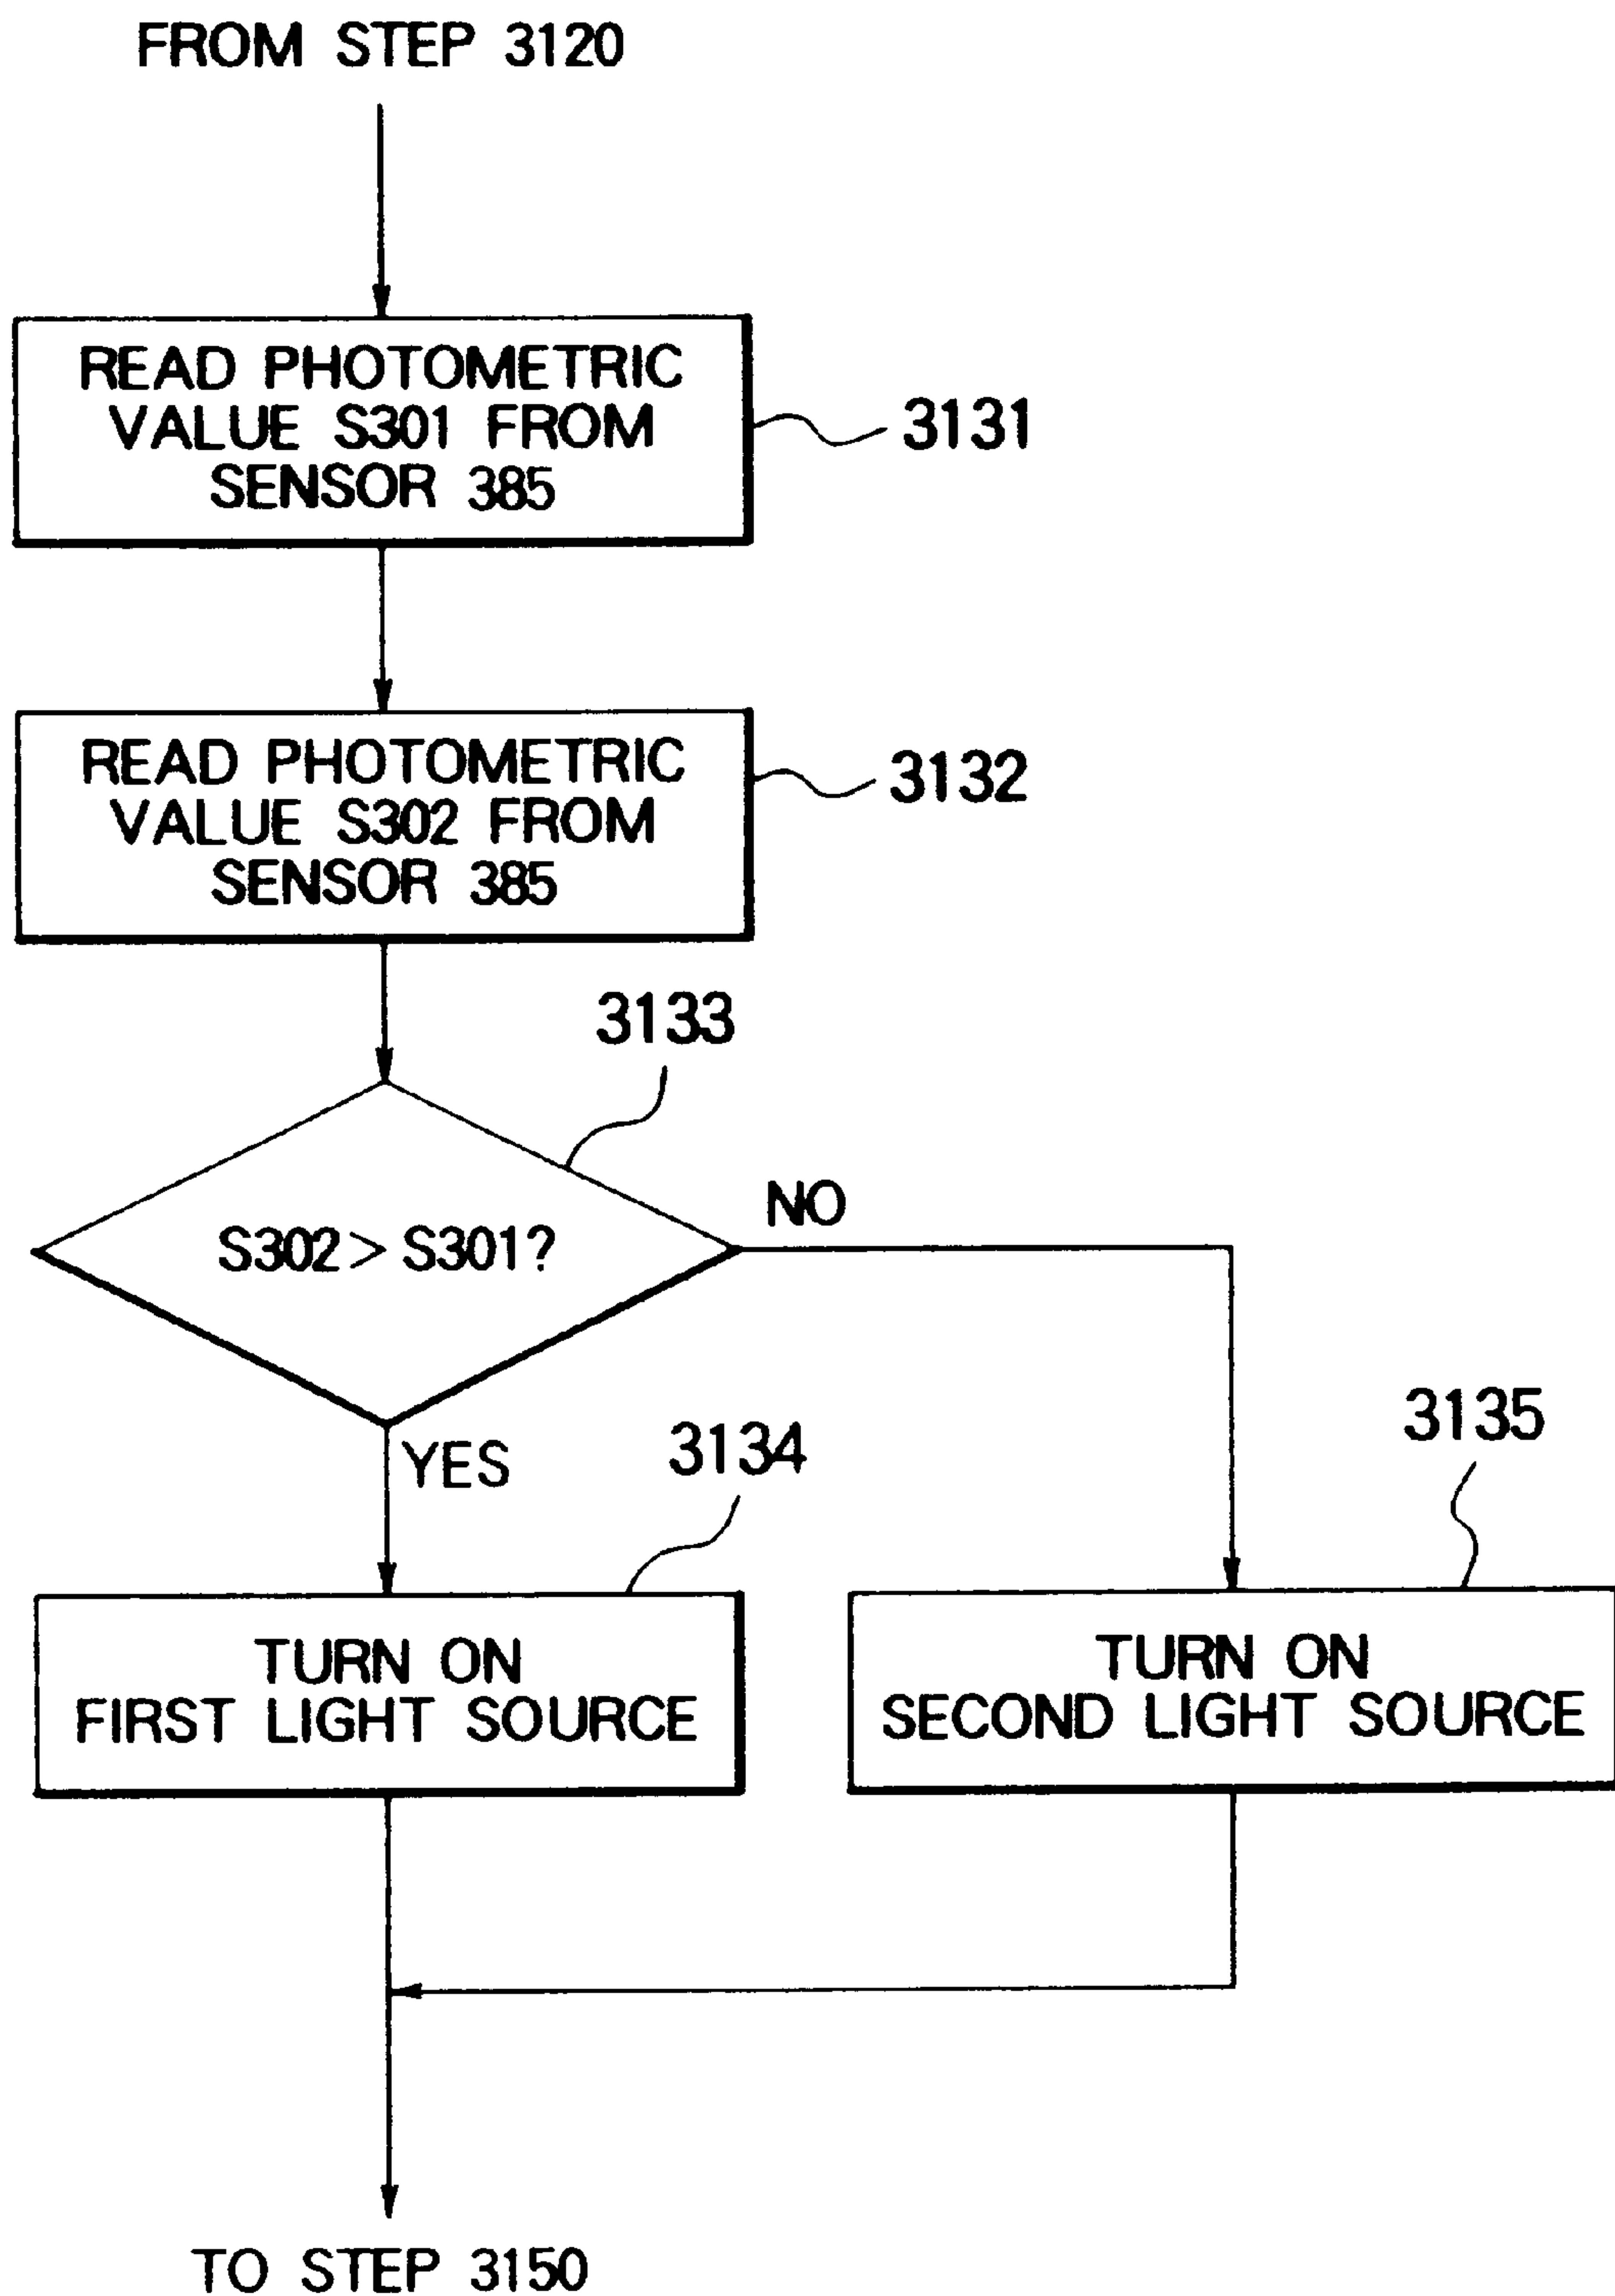 FROM STEP 3120
READ PHOTOMETRIC
VALUE S301 FROM
SENSOR 385
3131
READ PHOTOMETRIC
VALUE S302 FROM
SENSOR 385
3132
3133
S302 > S301?
NO
YES
3134
3135
TURN ON
FIRST LIGHT SOURCE
TURN ON
SECOND LIGHT SOURCE
TO STEP 3150